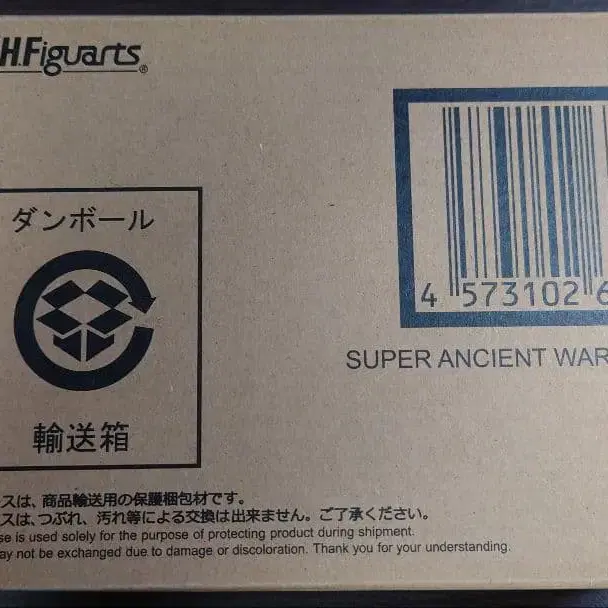 S.H.Figuarts®
ダンボール
輸送箱
4 573102 6
SUPER ANCIENT WAR
スは、商品輸送用の保護梱包材です。
スは、つぶれ、汚れ等による交換は出来ません。ご了承ください。
se is used solely for the purpose of protecting product during shipment.
ay not be exchanged due to damage or discoloration. Thank you for your understanding.